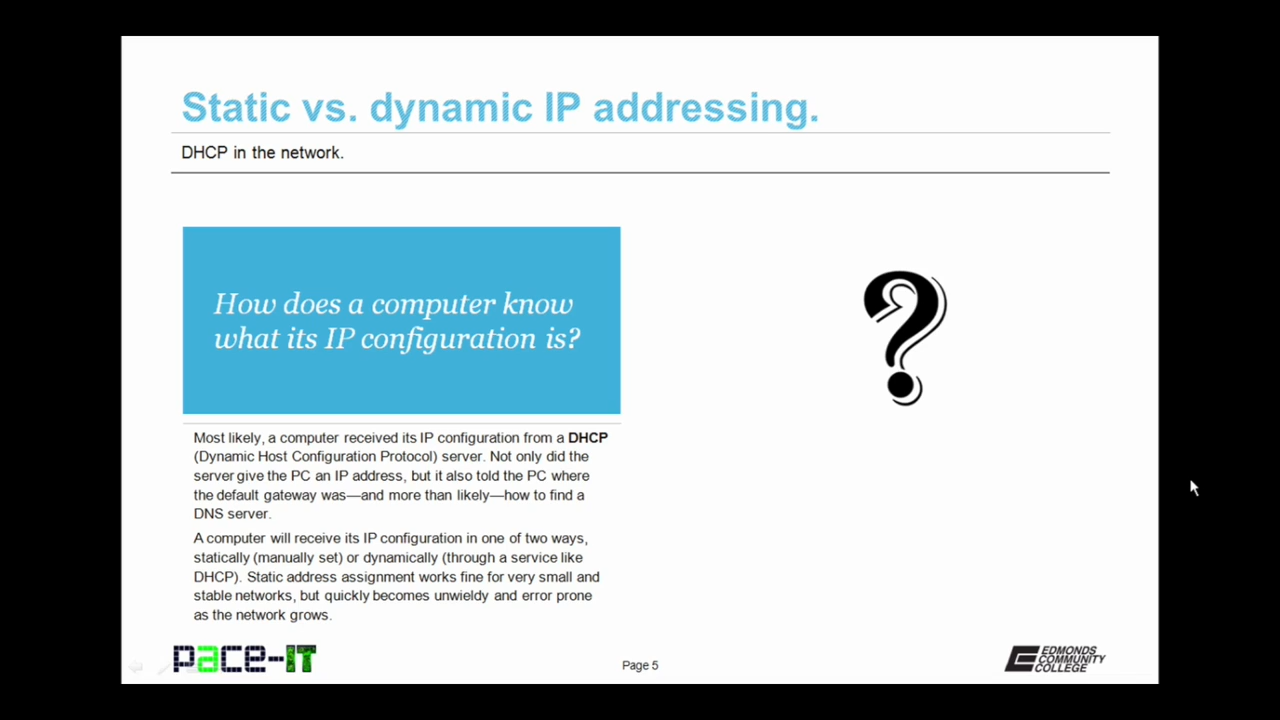 Static vs. dynamic IP addressing.
DHCP in the network.
How does a computer know
what its IP configuration is?
?
Most likely, a computer received its IP configuration from a DHCP
(Dynamic Host Configuration Protocol) server. Not only did the
server give the PC an IP address, but it also told the PC where
the default gateway was—and more than likely—how to find a
DNS server.
A computer will receive its IP configuration in one of two ways,
statically (manually set) or dynamically (through a service like
DHCP). Static address assignment works fine for very small and
stable networks, but quickly becomes unwieldy and error prone
as the network grows.
pace-IT
Page 5
EDMONDS
COMMUNITY
COLLEGE